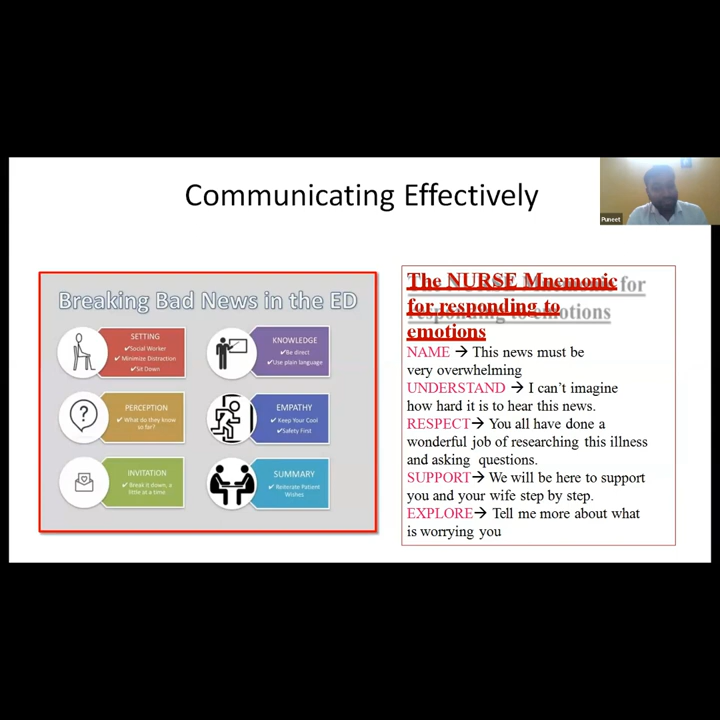 Communicating Effectively
Puneet
Breaking Bad News in the ED
SETTING
✔Social Worker
✔ Minimize Distraction
✔Sit Down
KNOWLEDGE
✔Be direct
✔Use plain language
PERCEPTION
✔ What do they know
so far?
EMPATHY
✔ Keep Your Cool
✔Safety First
INVITATION
✔ Break it down, a
little at a time
SUMMARY
✔ Reiterate Patient
Wishes
The NURSE Mnemonic
for responding to
emotions
NAME → This news must be
very overwhelming
UNDERSTAND → I can't imagine
how hard it is to hear this news.
RESPECT→ You all have done a
wonderful job of researching this illness
and asking questions.
SUPPORT→ We will be here to support
you and your wife step by step.
EXPLORE→ Tell me more about what
is worrying you